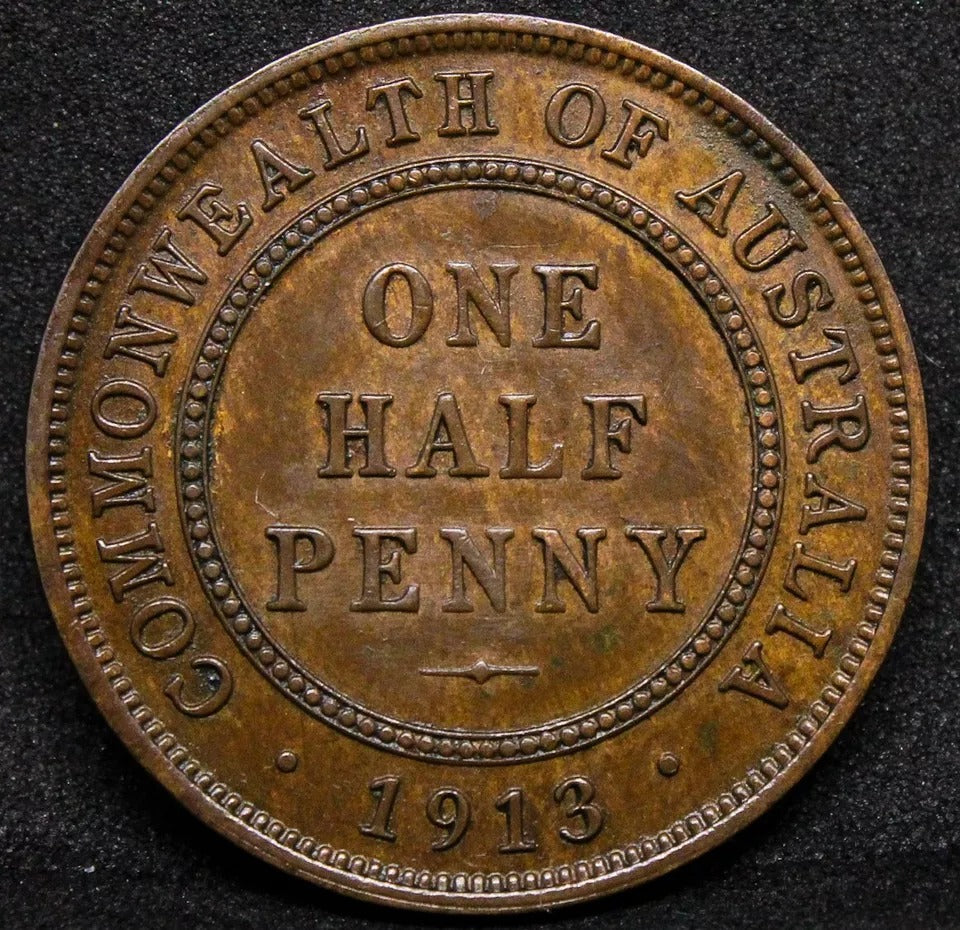 COMMONWEALTH OF AUSTRALIA
ONE
HALF
PENNY
· 1913 ·